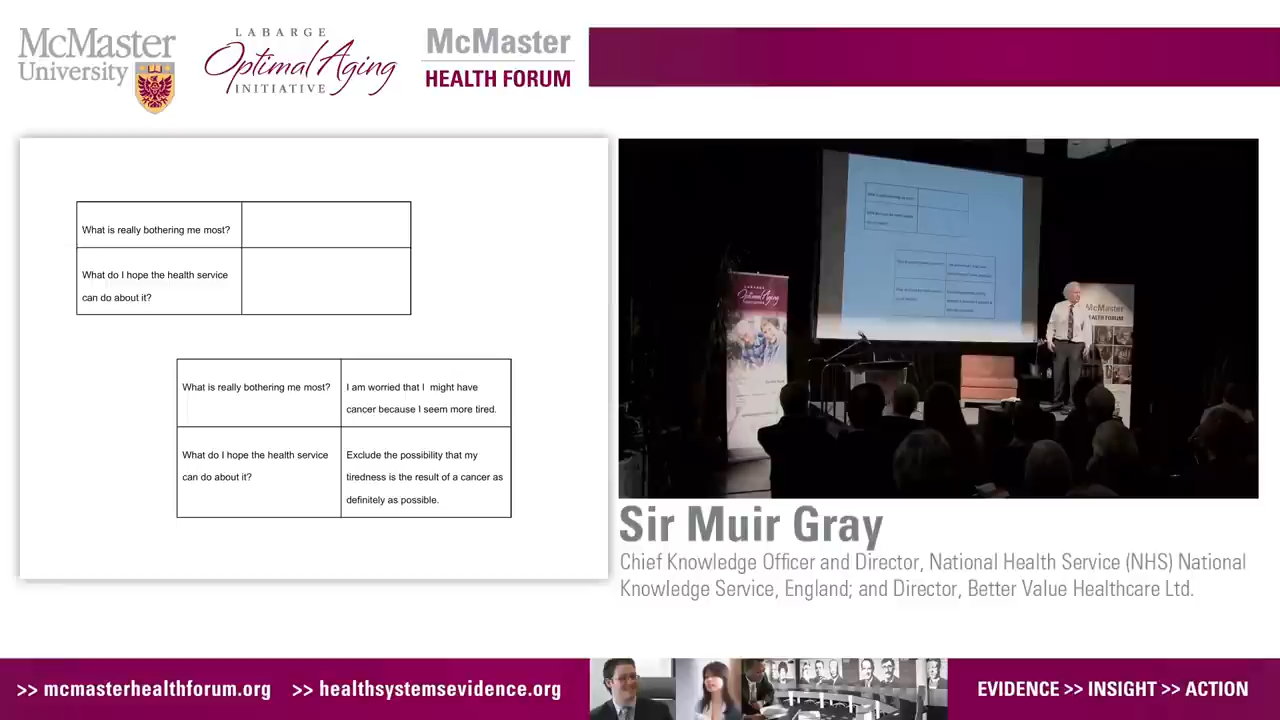 McMaster
University
LABARGE
Optimal Aging
INITIATIVE
McMaster
HEALTH FORUM
What is really bothering me most?
What do I hope the health service
can do about it?
What is really bothering me most?
I am worried that I might have
cancer because I seem more tired.
What do I hope the health service
can do about it?
Exclude the possibility that my
tiredness is the result of a cancer as
definitely as possible.
LABARGE
Optimal Aging
McMaster
HEALTH FORUM
Sir Muir Gray
Chief Knowledge Officer and Director, National Health Service (NHS) National
Knowledge Service, England; and Director, Better Value Healthcare Ltd.
>> mcmasterhealthforum.org
>> healthsystemsevidence.org
EVIDENCE >> INSIGHT >> ACTION